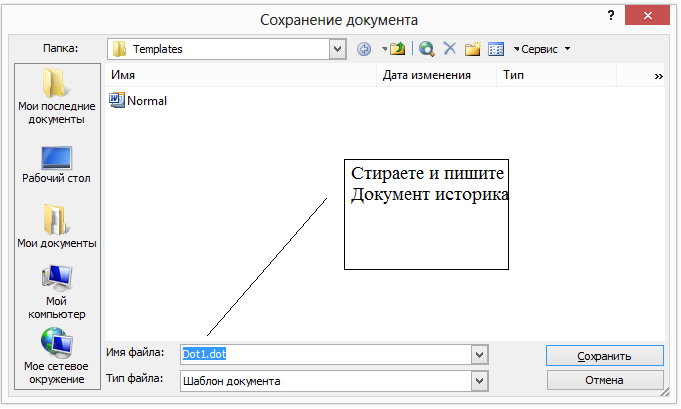 Сохранение документа
?
Папка:
Templates
Сервис
Имя
Дата изменения
Тип
»
Normal
Мои последние
документы
Рабочий стол
Мои документы
Мой
компьютер
Мое сетевое
окружение
Стираете и пишите
Документ историка
Имя файла:
Dot1.dot
Сохранить
Тип файла:
Шаблон документа
Отмена